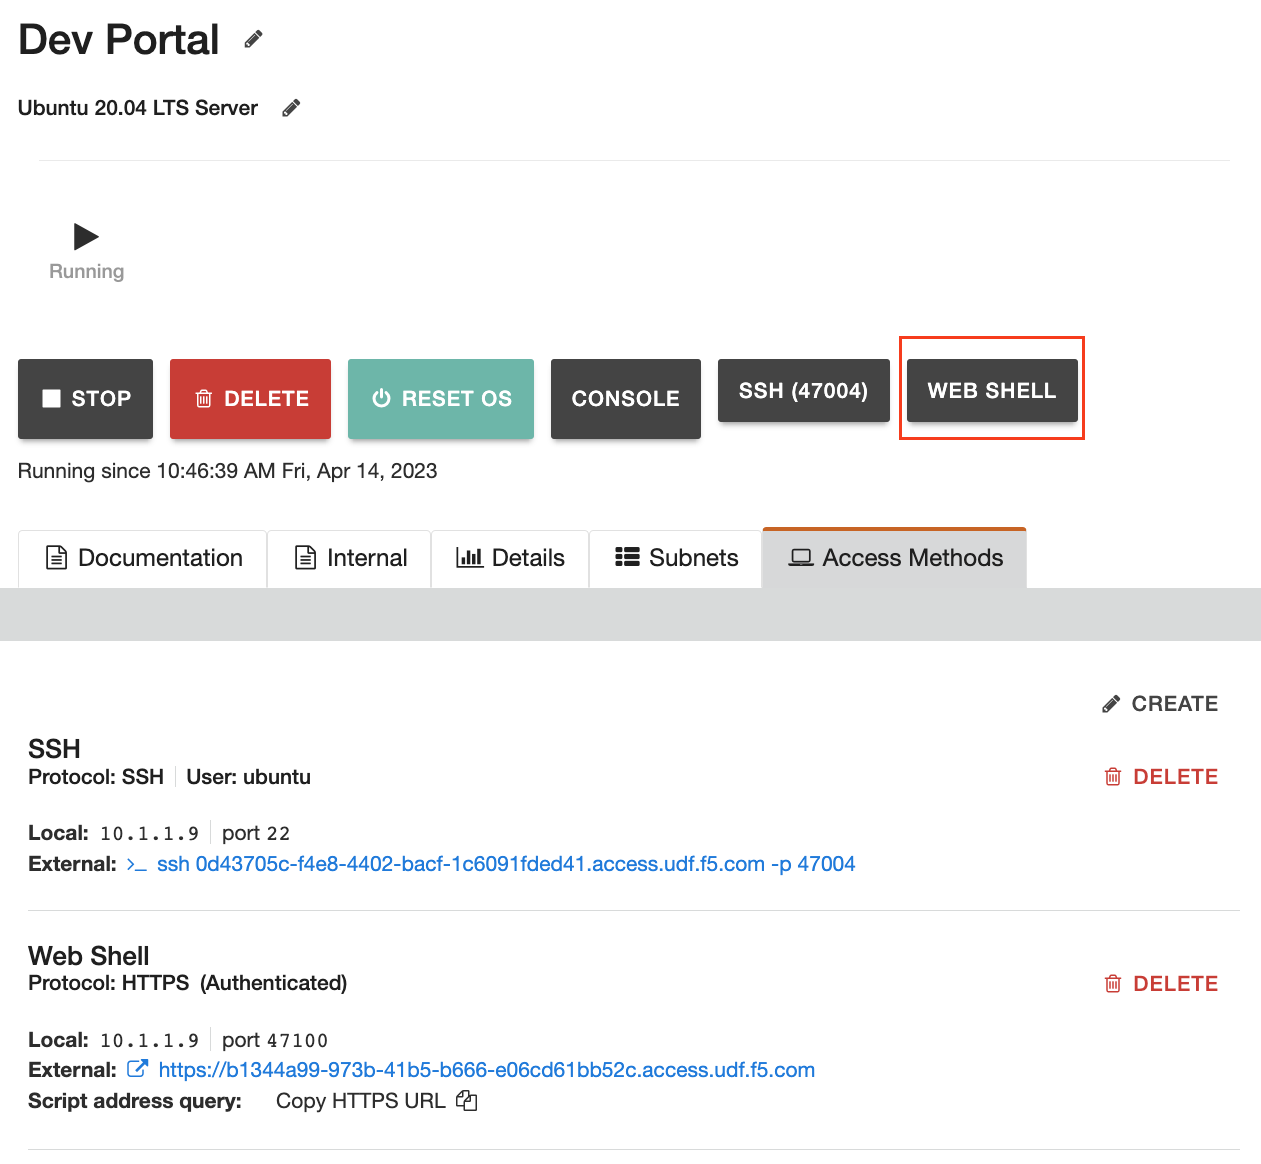 Dev Portal
Ubuntu 20.04 LTS Server
Running
STOP DELETE RESET OS CONSOLE SSH (47004) WEB SHELL
Running since 10:46:39 AM Fri, Apr 14, 2023
Documentation Internal Details Subnets Access Methods
CREATE
SSH
Protocol: SSH User: ubuntu DELETE
Local: 10.1.1.9 port 22
External: >_ ssh 0d43705c-f4e8-4402-bacf-1c6091fded41.access.udf.f5.com -p 47004
Web Shell
Protocol: HTTPS (Authenticated) DELETE
Local: 10.1.1.9 port 47100
External: https://b1344a99-973b-41b5-b666-e06cd61bb52c.access.udf.f5.com
Script address query: Copy HTTPS URL